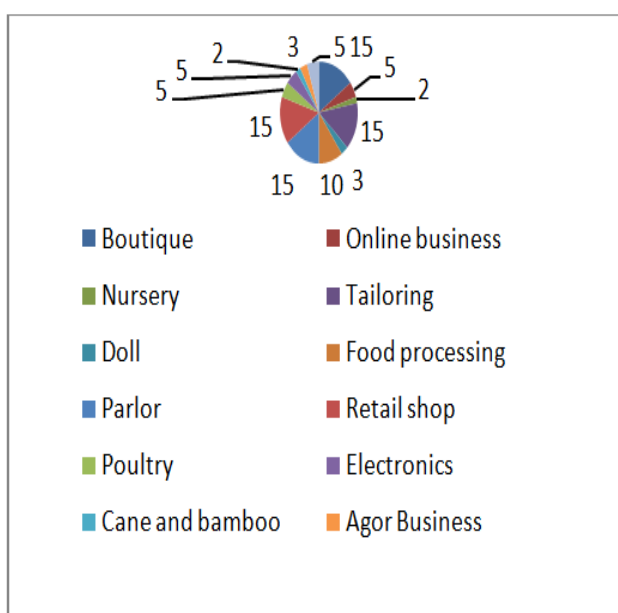 2 3 5 15
5 5
5 2
15 15
15 10 3
Boutique Online business
Nursery Tailoring
Doll Food processing
Parlor Retail shop
Poultry Electronics
Cane and bamboo Agor Business